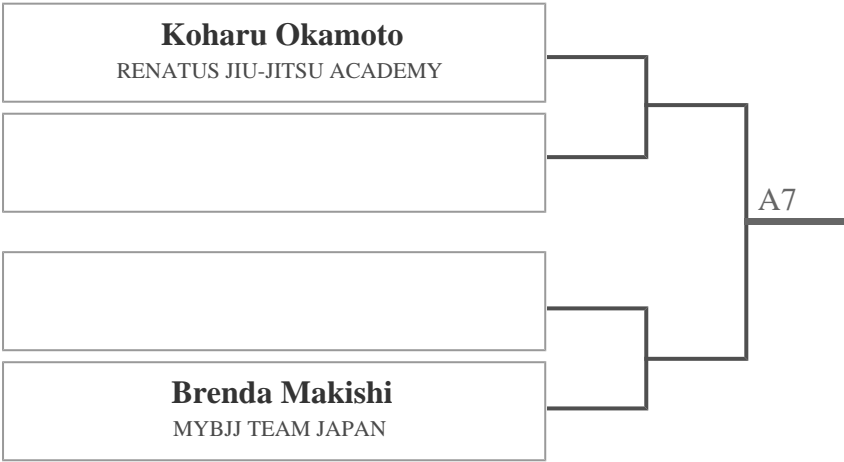 Koharu Okamoto
RENATUS JIU-JITSU ACADEMY
A7
Brenda Makishi
MYBJJ TEAM JAPAN